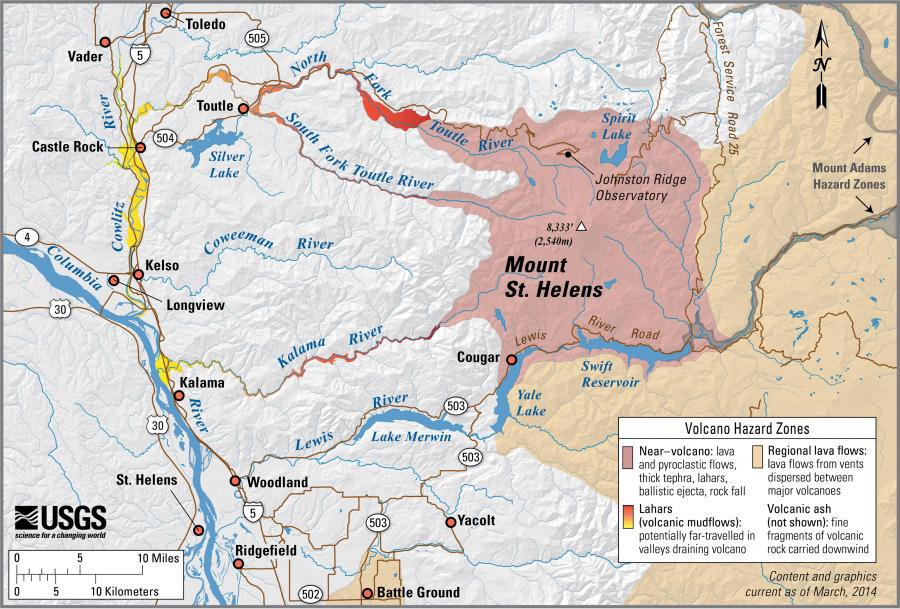 Toledo
Vader
5
505
North
Fork
Forest Service Road 25
N
Toutle
River
Toutle River
Spirit
Lake
Castle Rock
504
Silver
Lake
South Fork Toutle River
Johnston Ridge
Observatory
Mount Adams
Hazard Zones
Cowlitz
8,333'
(2,540m)
Coweeman River
4
Columbia
Kelso
Mount
St. Helens
Longview
30
Lewis
River Road
Kalama River
Cougar
Swift
Reservoir
Kalama
River
Yale
Lake
503
River
30
Lewis
Lake Merwin
503
St. Helens
Woodland
5
503
Yacolt
Ridgefield
502
Battle Ground
Volcano Hazard Zones
Near–volcano: lava
and pyroclastic flows,
thick tephra, lahars,
ballistic ejecta, rock fall
Lahars
(volcanic mudflows):
potentially far-travelled in
valleys draining volcano
Regional lava flows:
lava flows from vents
dispersed between
major volcanoes
Volcanic ash
(not shown): fine
fragments of volcanic
rock carried downwind
USGS
science for a changing world
0 5 10 Miles
0 5 10 Kilometers
Content and graphics
current as of March, 2014